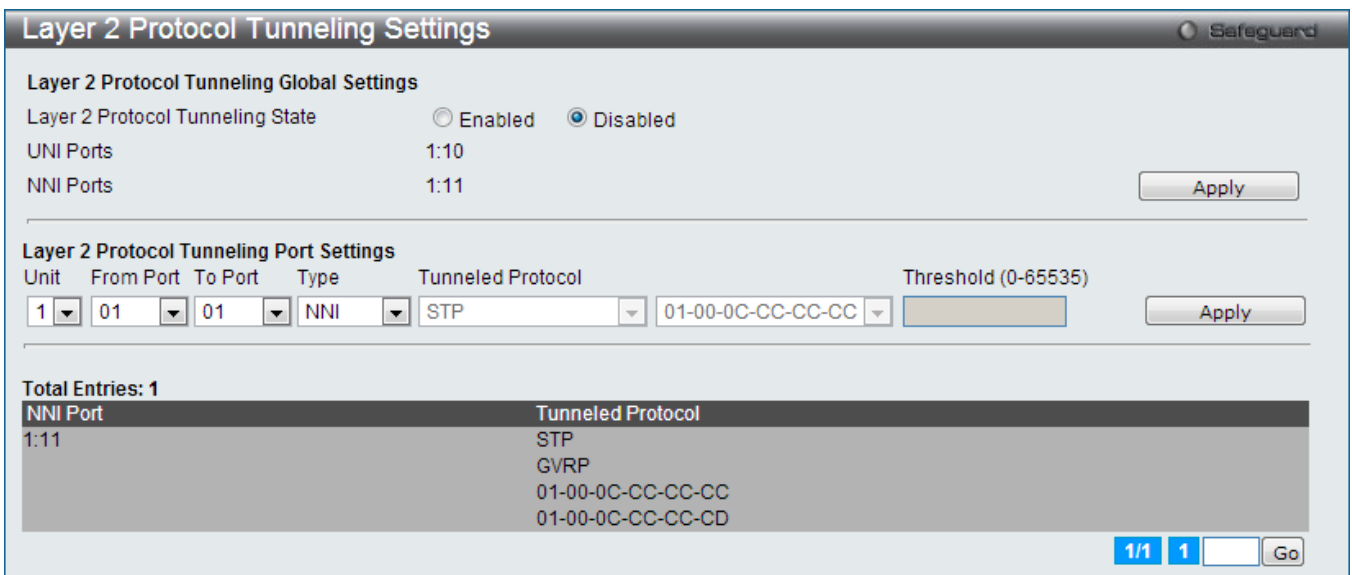 Layer 2 Protocol Tunneling Settings
Safeguard
Layer 2 Protocol Tunneling Global Settings
Layer 2 Protocol Tunneling State Enabled Disabled
UNI Ports 1:10
NNI Ports 1:11
Apply
Layer 2 Protocol Tunneling Port Settings
Unit From Port To Port Type Tunneled Protocol Threshold (0-65535)
1 01 01 NNI STP 01-00-0C-CC-CC-CC Apply
Total Entries: 1
NNI Port Tunneled Protocol
1:11 STP
GVRP
01-00-0C-CC-CC-CC
01-00-0C-CC-CC-CD
1/1 1 Go